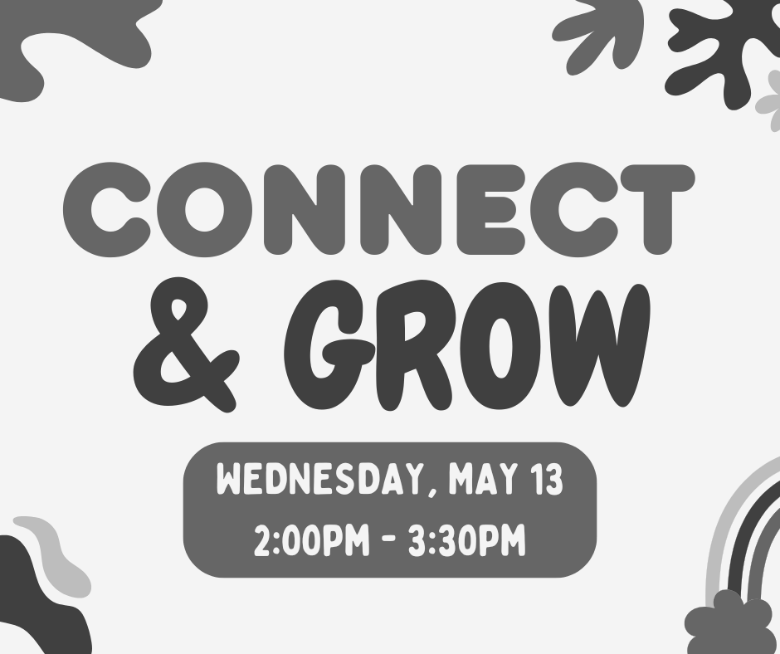 CONNECT
& GROW
WEDNESDAY, MAY 13
2:00PM - 3:30PM